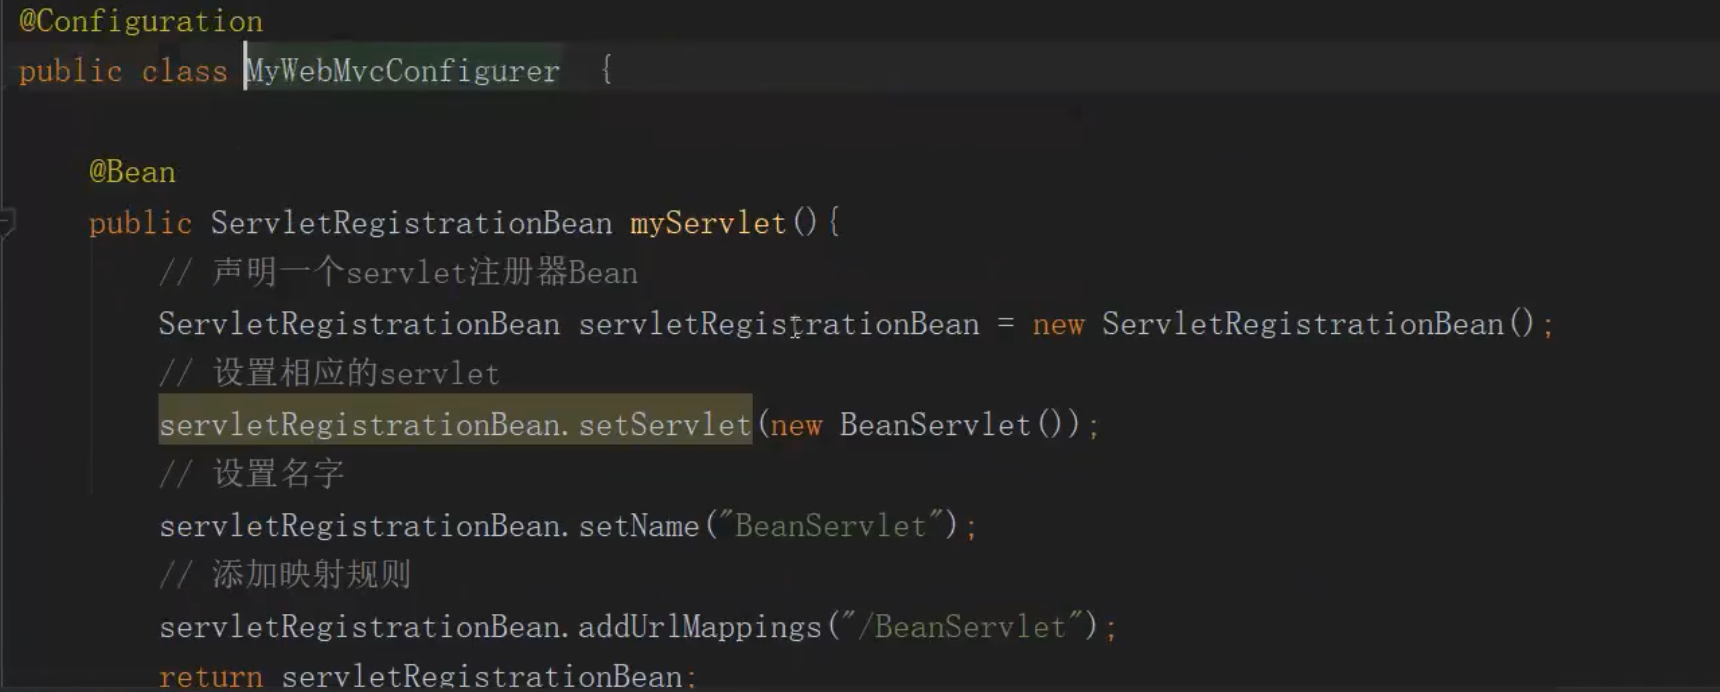 @Configuration
public class MyWebMvcConfigurer  {
@Bean
public ServletRegistrationBean myServlet(){
// 声明一个servlet注册器Bean
ServletRegistrationBean servletRegistrationBean = new ServletRegistrationBean();
// 设置相应的servlet
servletRegistrationBean.setServlet(new BeanServlet());
// 设置名字
servletRegistrationBean.setName("BeanServlet");
// 添加映射规则
servletRegistrationBean.addUrlMappings("/BeanServlet");
return servletRegistrationBean;